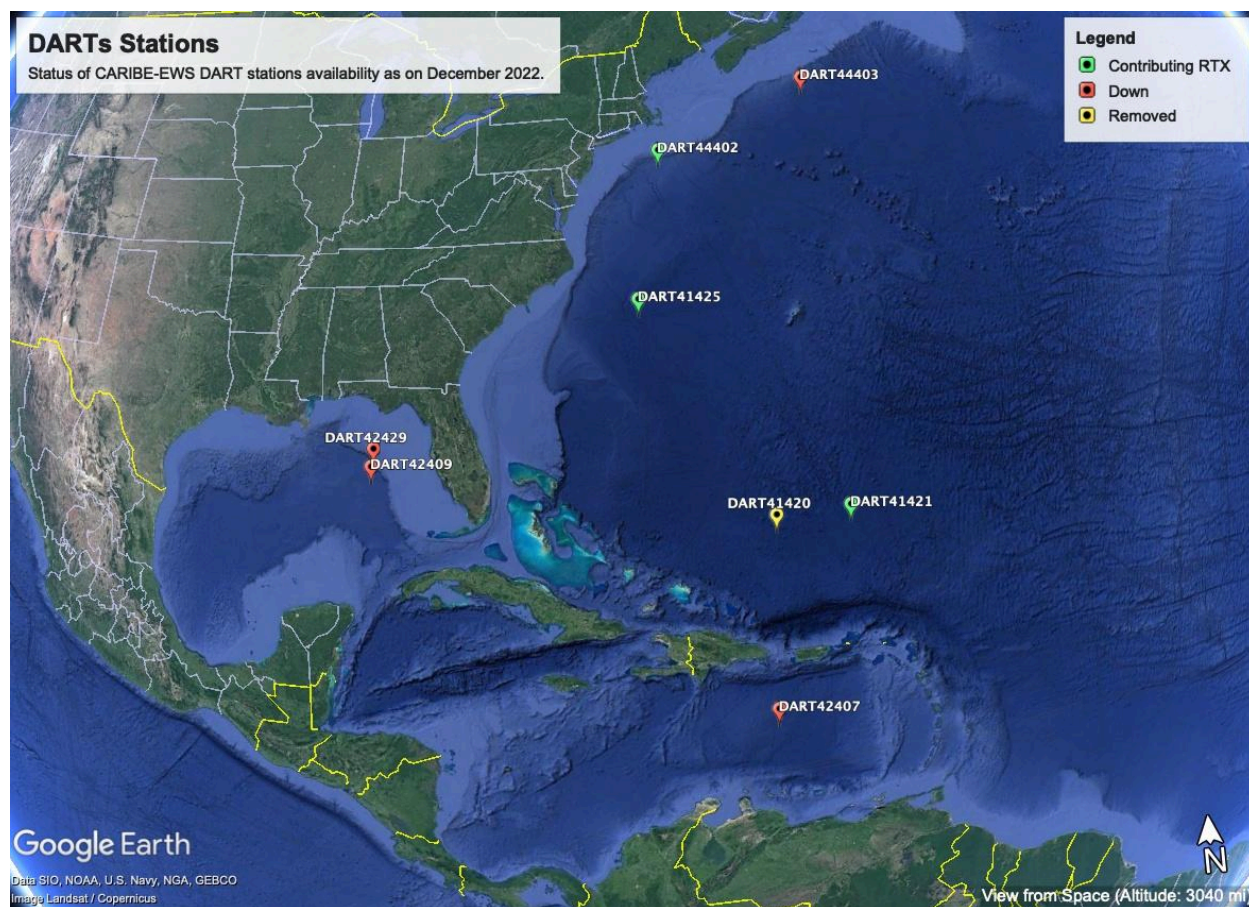 DARTs Stations
Status of CARIBE-EWS DART stations availability as on December 2022.
Legend
Contributing RTX
Down
Removed
DART44403
DART44402
DART41425
DART42429
DART42409
DART41420
DART41421
DART42407
Google Earth
Data SIO, NOAA, U.S. Navy, NGA, GEBCO
Image Landsat / Copernicus
N
View from Space (Altitude: 3040 mi